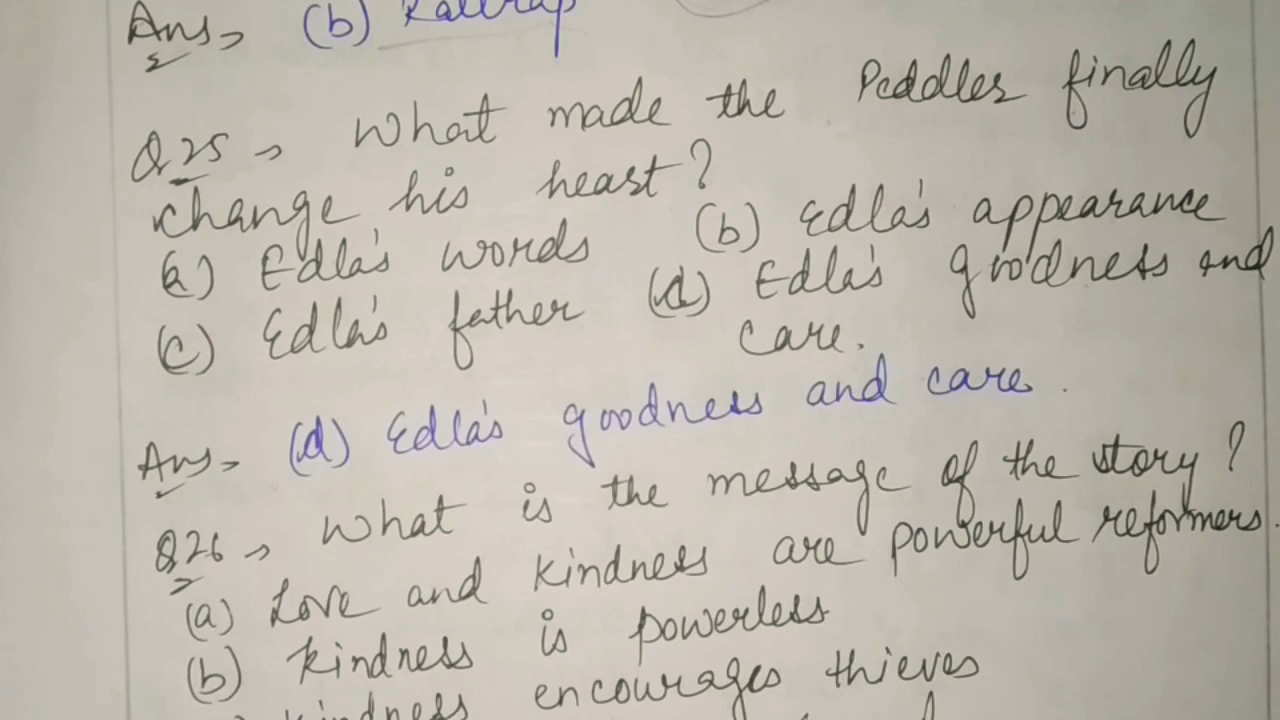 Ans, (b) Rattrap
Q25 → What made the Peddler finally
change his heart?
(a) Edla's words (b) Edla's appearance
(c) Edla's father (d) Edla's goodness and
care.
Ans, (d) Edla's goodness and care.
Q26 → What is the message of the story?
(a) Love and kindness are powerful reformers.
(b) Kindness is powerless
kindness encourages thieves